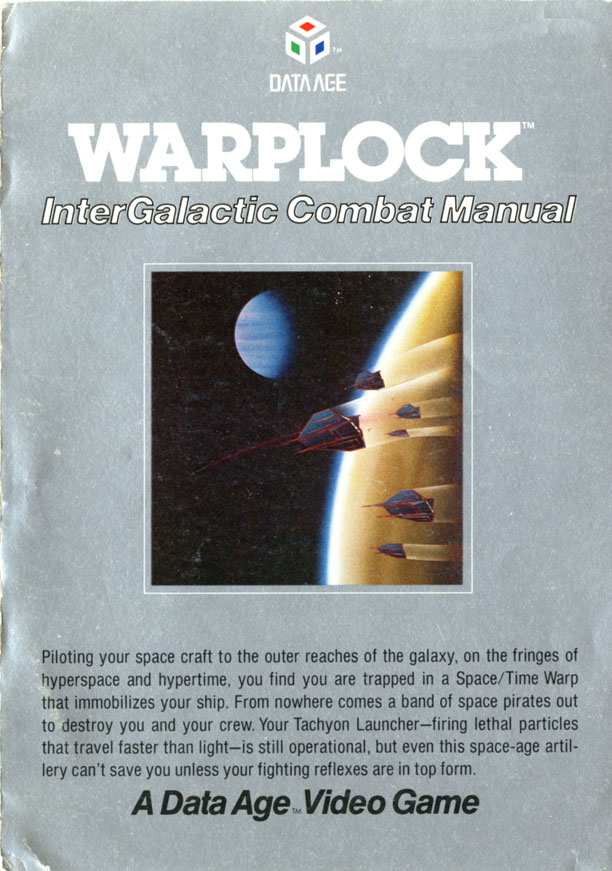 ™
DATA AGE
WARPLOCK™
InterGalactic Combat Manual
Piloting your space craft to the outer reaches of the galaxy, on the fringes of
hyperspace and hypertime, you find you are trapped in a Space/Time Warp
that immobilizes your ship. From nowhere comes a band of space pirates out
to destroy you and your crew. Your Tachyon Launcher—firing lethal particles
that travel faster than light—is still operational, but even this space-age artil-
lery can't save you unless your fighting reflexes are in top form.
A Data Age™ Video Game